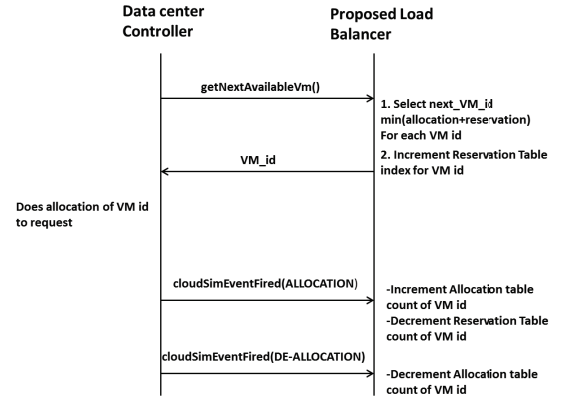 Data center
Controller
Proposed Load
Balancer
getNextAvailableVm()
1. Select next_VM_id
min(allocation+reservation)
For each VM id
2. Increment Reservation Table
index for VM id
VM_id
Does allocation of VM id
to request
cloudSimEventFired(ALLOCATION)
-Increment Allocation table
count of VM id
-Decrement Reservation Table
count of VM id
cloudSimEventFired(DE-ALLOCATION)
-Decrement Allocation table
count of VM id